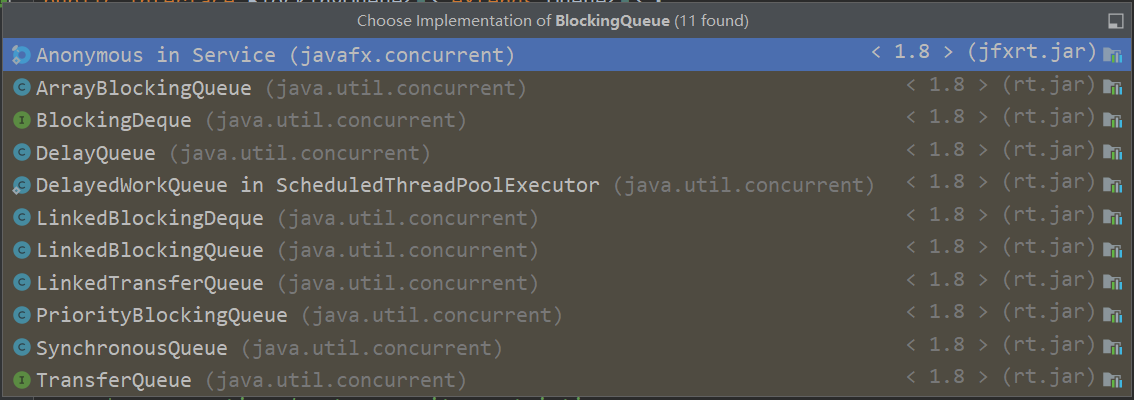 Choose Implementation of BlockingQueue (11 found)
Anonymous in Service (javafx.concurrent) < 1.8 > (jfxrt.jar)
C ArrayBlockingQueue (java.util.concurrent) < 1.8 > (rt.jar)
I BlockingDeque (java.util.concurrent) < 1.8 > (rt.jar)
C DelayQueue (java.util.concurrent) < 1.8 > (rt.jar)
C DelayedWorkQueue in ScheduledThreadPoolExecutor (java.util.concurrent) < 1.8 > (rt.jar)
C LinkedBlockingDeque (java.util.concurrent) < 1.8 > (rt.jar)
C LinkedBlockingQueue (java.util.concurrent) < 1.8 > (rt.jar)
C LinkedTransferQueue (java.util.concurrent) < 1.8 > (rt.jar)
C PriorityBlockingQueue (java.util.concurrent) < 1.8 > (rt.jar)
C SynchronousQueue (java.util.concurrent) < 1.8 > (rt.jar)
I TransferQueue (java.util.concurrent) < 1.8 > (rt.jar)